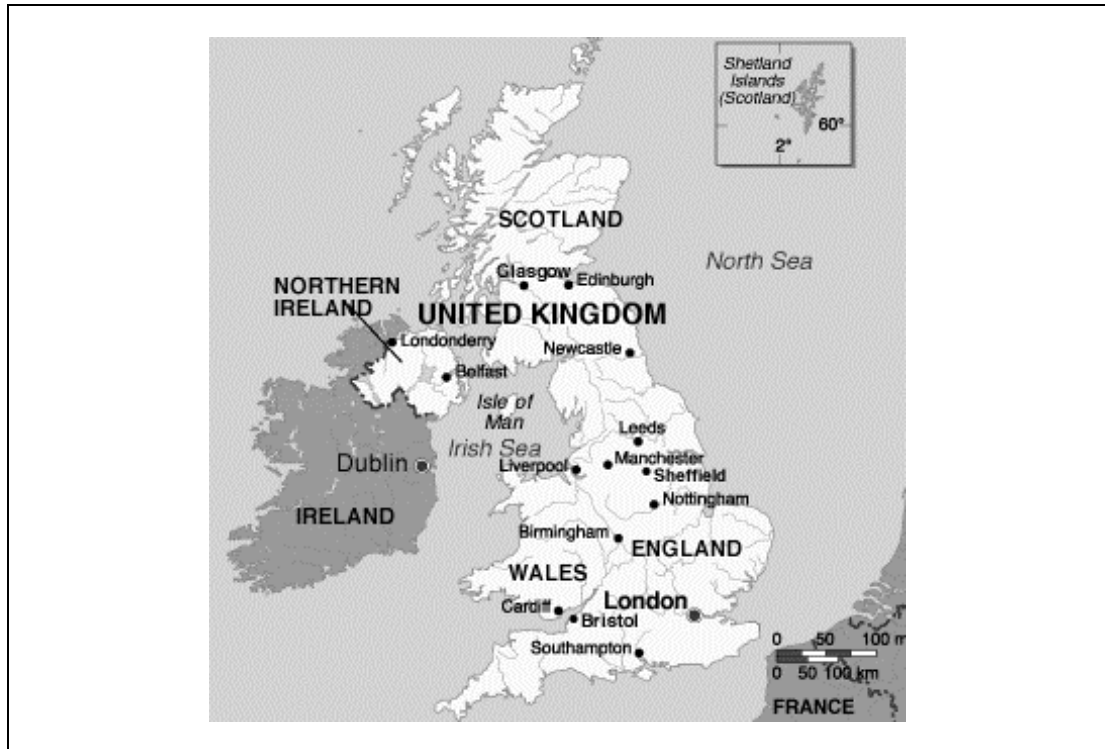 Shetland
Islands
(Scotland)
60°
2°
SCOTLAND
North Sea
Glasgow
Edinburgh
NORTHERN
IRELAND
UNITED KINGDOM
Londonderry
Newcastle
Belfast
Isle of
Man
Irish Sea
Leeds
Dublin
Liverpool
Manchester
Sheffield
Nottingham
IRELAND
Birmingham
ENGLAND
WALES
Cardiff
London
Bristol
Southampton
0 50 100 m
0 50 100 km
FRANCE